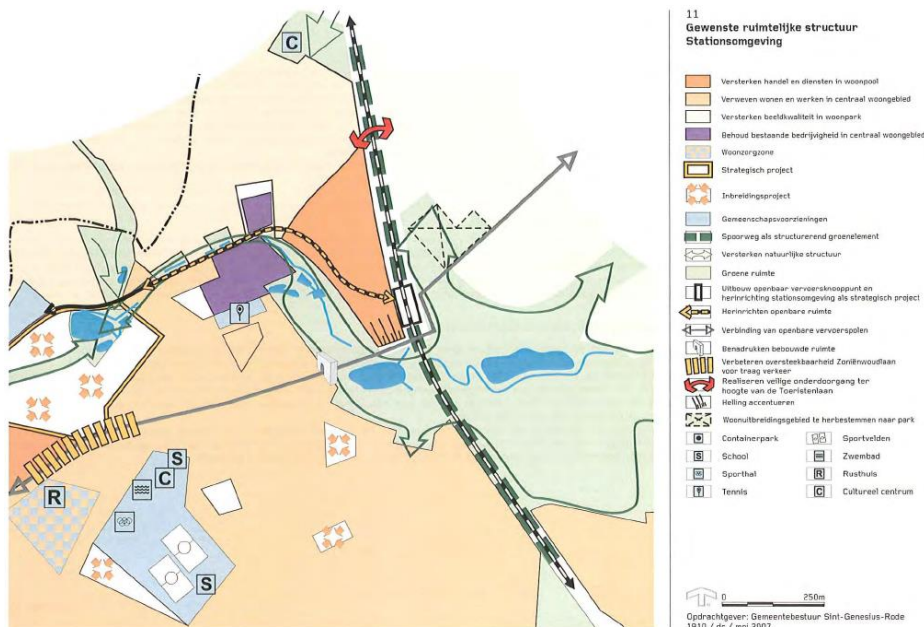 C
S
C
S
R
11
Gewenste ruimtelijke structuur
Stationsomgeving
Versterken handel en diensten in woonpool
Verweven wonen en werken in centraal woongebied
Versterken beeldkwaliteit in woonpark
Behoud bestaande bedrijvigheid in centraal woongebied
Woonzorgzone
Strategisch project
Inbreidingsproject
Gemeenschapsvoorzieningen
Spoorweg als structurerend groenelement
Versterken natuurlijke structuur
Groene ruimte
Uitbouw openbaar vervoersknooppunt en
herinrichting stationsomgeving als strategisch project
Herinrichten openbare ruimte
Verbinding van openbare vervoerspolen
Benadrukken bebouwde ruimte
Verbeteren oversteekbaarheid Zoniënwoudlaan
voor traag verkeer
Realiseren veilige onderdoorgang ter
hoogte van de Toeristenlaan
Helling accentueren
Woonuitbreidingsgebied te herbestemmen naar park
Containerpark
Sportvelden
S School
Zwembad
Sporthal
R Rusthuis
Tennis
C Cultureel centrum
0 250m
Opdrachtgever: Gemeentebestuur Sint-Genesius-Rode
1910 / ds / mei 2007